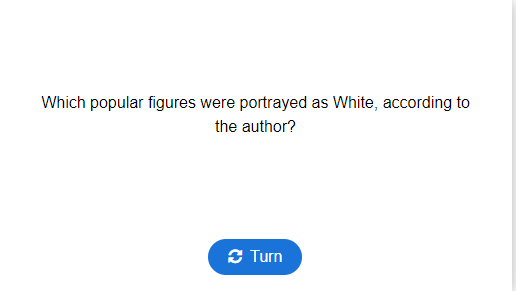 Which popular figures were portrayed as White, according to
the author?
Turn